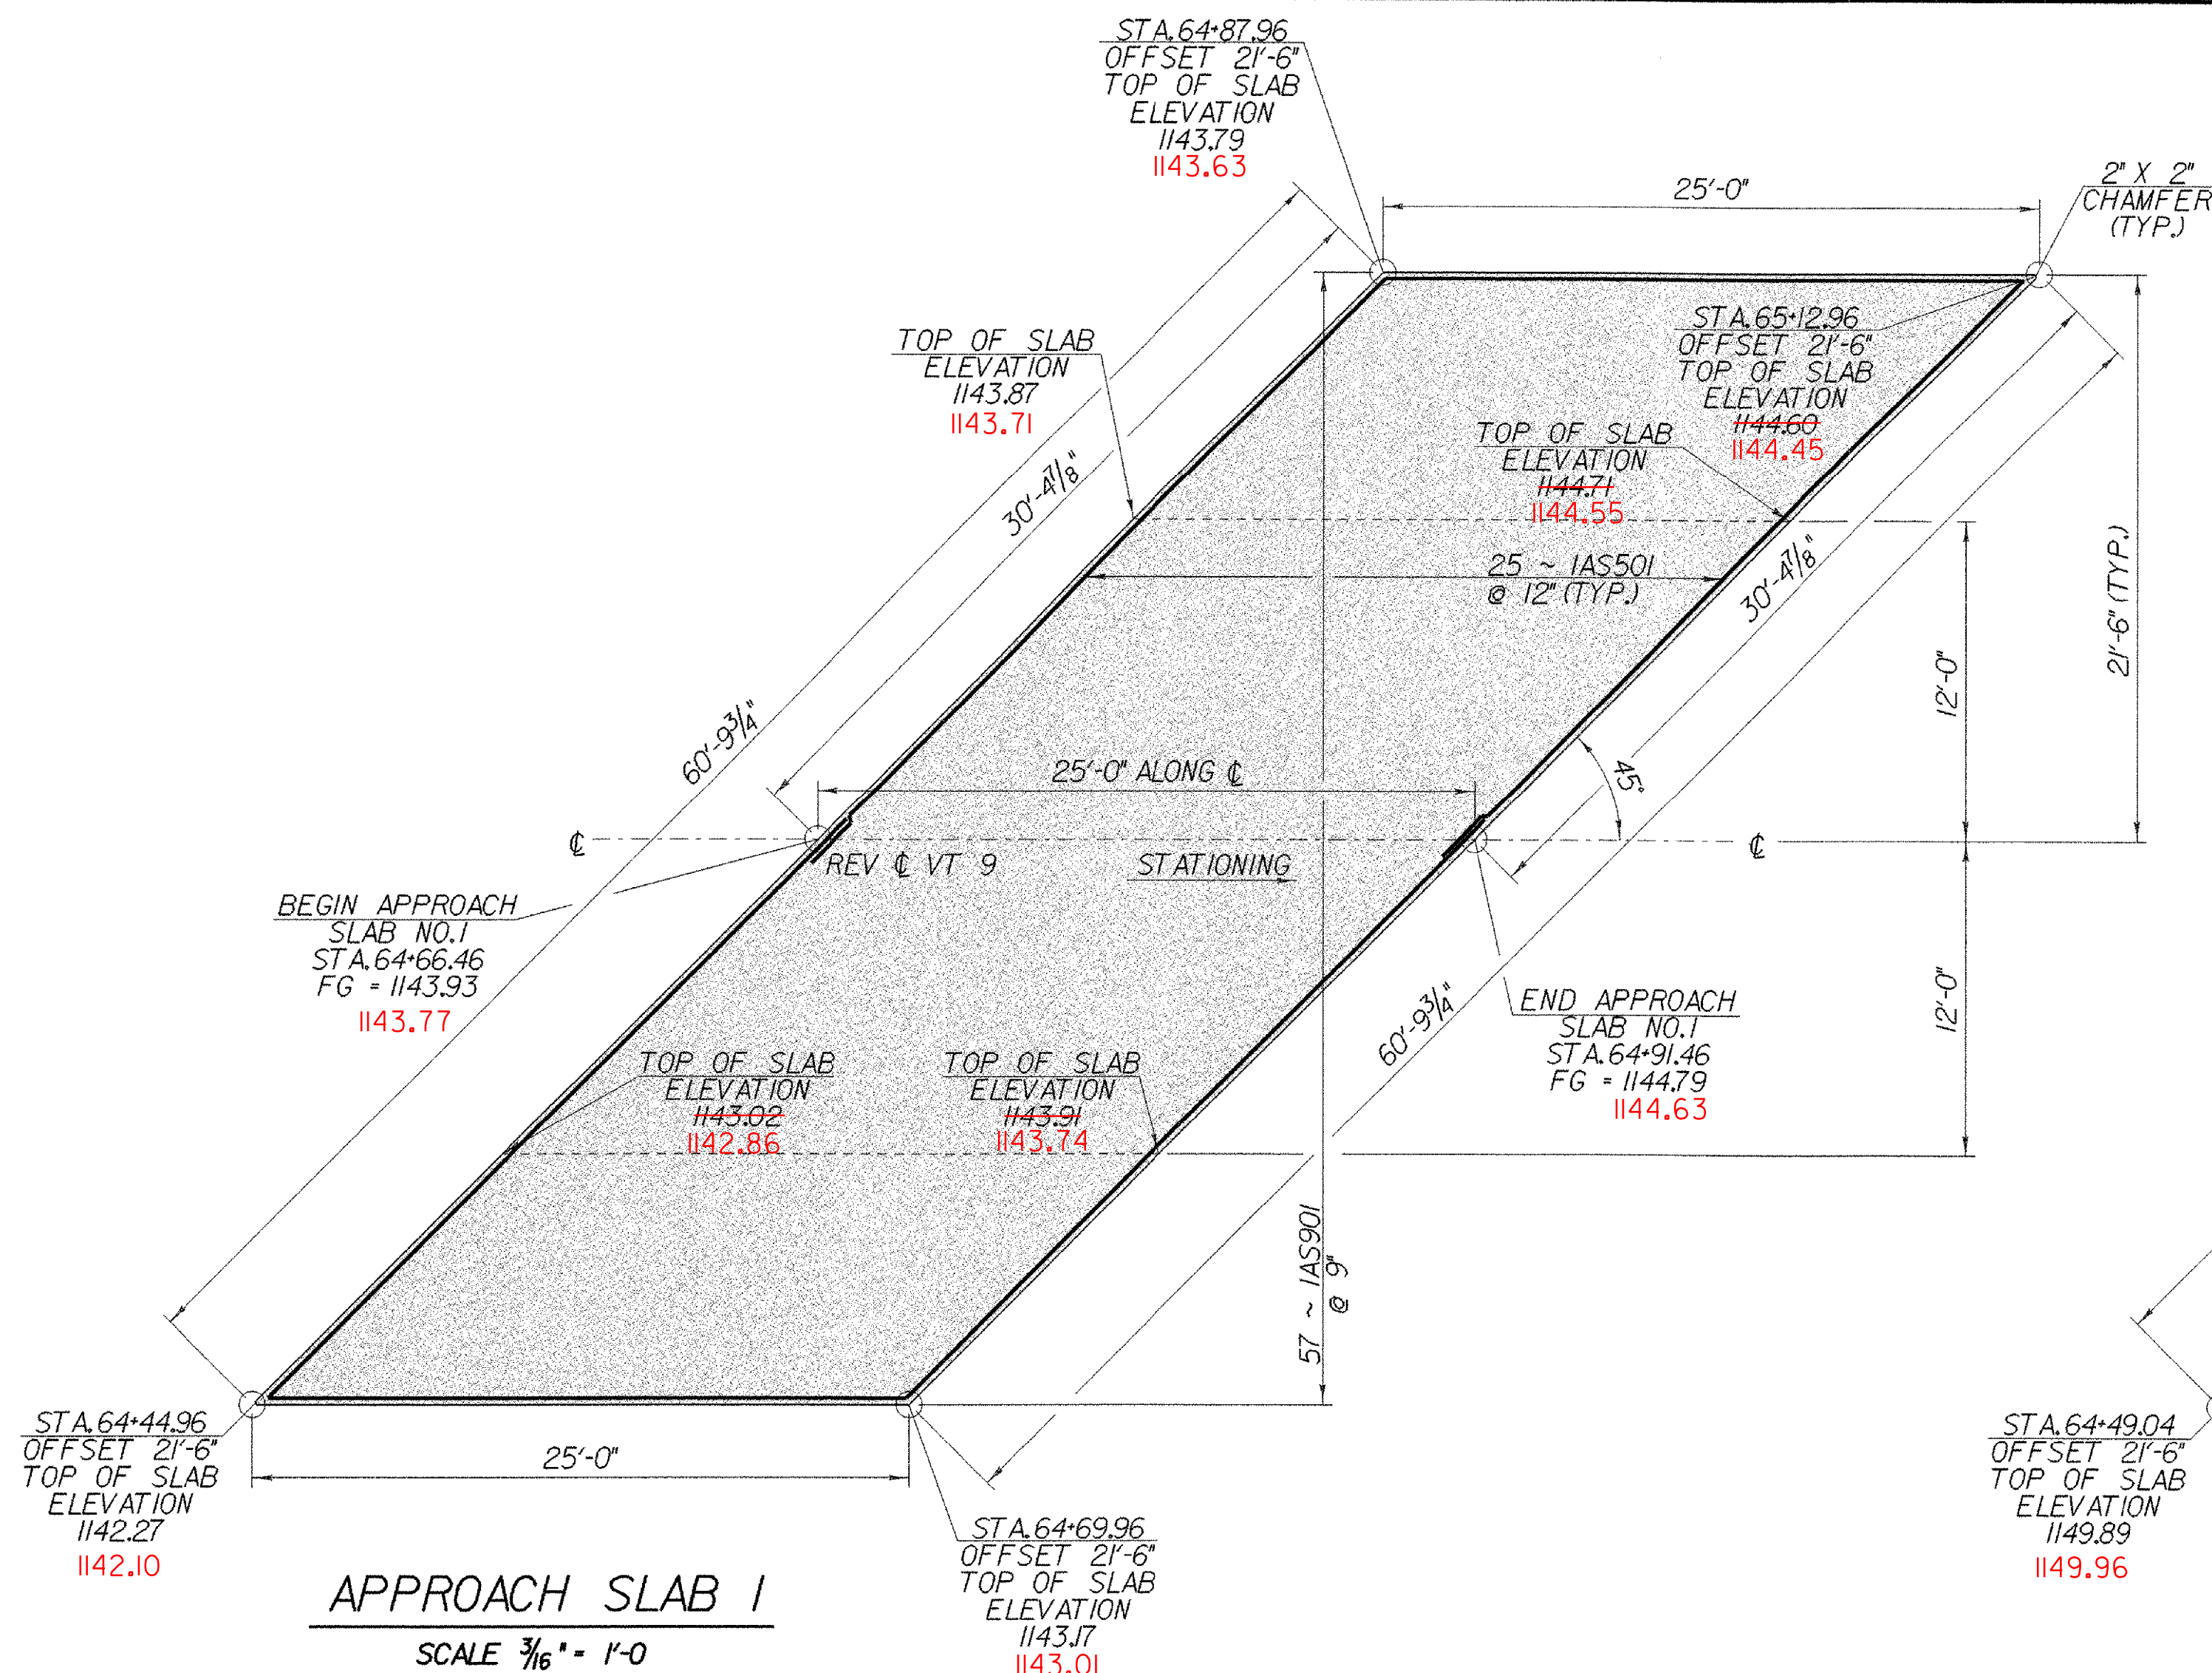 STA. 64+87.96
OFFSET 21'-6"
TOP OF SLAB
ELEVATION
1143.79
1143.63
25'-0"
2" X 2"
CHAMFER
(TYP.)
TOP OF SLAB
ELEVATION
1143.87
1143.71
STA. 65+12.96
OFFSET 21'-6"
TOP OF SLAB
ELEVATION
1144.60
1144.45
TOP OF SLAB
ELEVATION
1144.71
1144.55
30'-4 7/8"
25 ~ 1AS501
@ 12" (TYP.)
30'-4 7/8"
21'-6" (TYP.)
12'-0"
60'-9 3/4"
25'-0" ALONG ℄
45°
℄
REV ℄ VT 9
STATIONING
℄
BEGIN APPROACH
SLAB NO. 1
STA. 64+66.46
FG = 1143.93
1143.77
END APPROACH
SLAB NO. 1
STA. 64+91.46
FG = 1144.79
1144.63
12'-0"
60'-9 3/4"
TOP OF SLAB
ELEVATION
1143.02
1142.86
TOP OF SLAB
ELEVATION
1143.91
1143.74
57 ~ 1AS901
@ 9"
STA. 64+44.96
OFFSET 21'-6"
TOP OF SLAB
ELEVATION
1142.27
1142.10
25'-0"
STA. 64+69.96
OFFSET 21'-6"
TOP OF SLAB
ELEVATION
1143.17
1143.01
STA. 64+49.04
OFFSET 21'-6"
TOP OF SLAB
ELEVATION
1149.89
1149.96
APPROACH SLAB 1
SCALE 3/16" = 1'-0